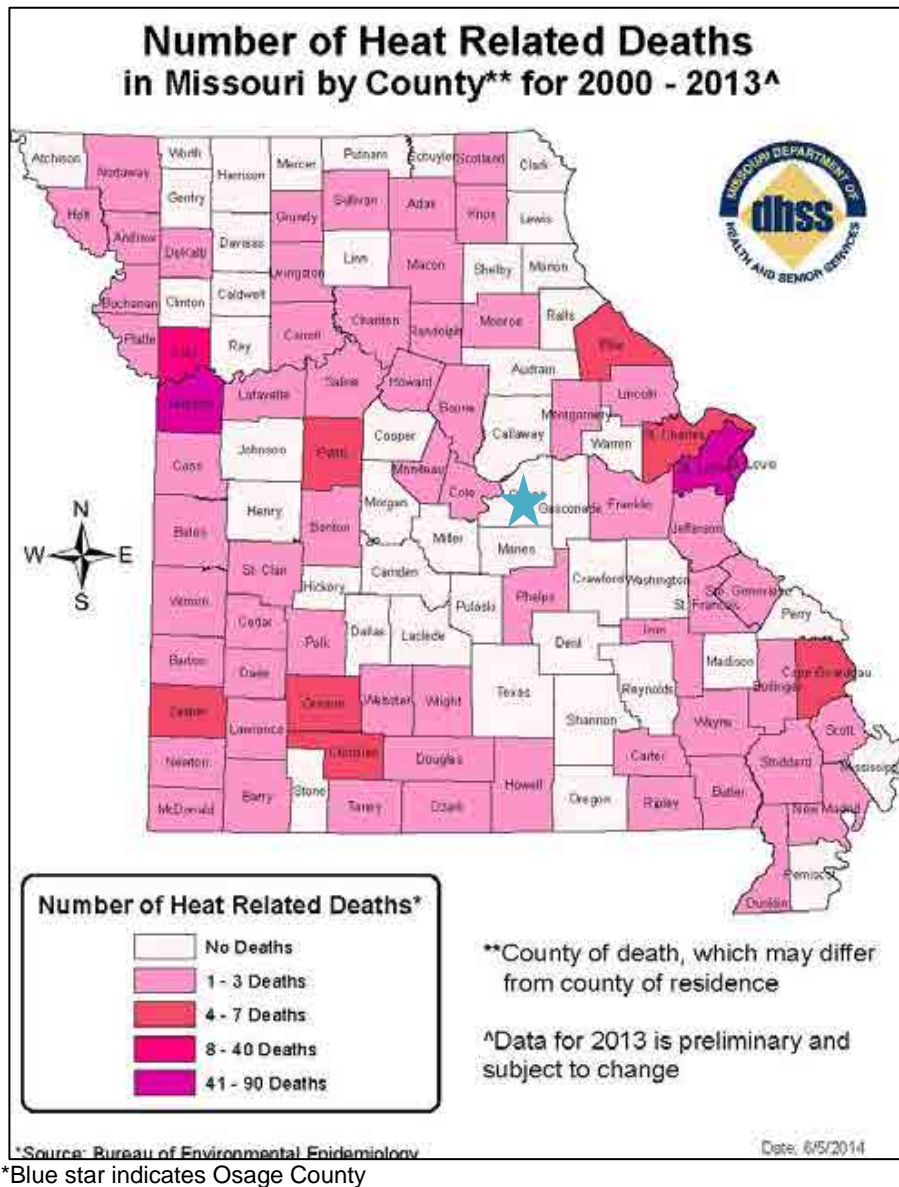 Number of Heat Related Deaths
in Missouri by County** for 2000 - 2013^
MISSOURI DEPARTMENT OF
dhss
HEALTH AND SENIOR SERVICES
Atchison
Nodaway
Worth
Harrison
Mercer
Putnam
Schuyler
Scotland
Clark
Gentry
Holt
Andrew
DeKalb
Daviess
Grundy
Sullivan
Adair
Knox
Lewis
Linn
Macon
Shelby
Marion
Livingston
Buchanan
Clinton
Caldwell
Chariton
Randolph
Monroe
Ralls
Platte
Ray
Carroll
Pike
Audrain
Saline
Howard
Lafayette
Boone
Lincoln
Montgomery
Callaway
Warren
St. Charles
Cooper
Johnson
Cass
Moniteau
Cole
Gasconade
Franklin
Morgan
Jefferson
Henry
Benton
Miller
Maries
Bates
St. Clair
Camden
Hickory
Crawford
Washington
Phelps
Pulaski
Ste. Genevieve
St. Francois
Perry
Vernon
Cedar
Dallas
Laclede
Polk
Dent
Iron
Madison
Barton
Dade
Cape Girardeau
Bollinger
Texas
Reynolds
Webster
Wright
Greene
Shannon
Lawrence
Wayne
Scott
Christian
Newton
Douglas
Howell
Carter
Stoddard
Mississippi
McDonald
Barry
Stone
Taney
Ozark
Oregon
Ripley
Butler
New Madrid
Pemiscot
Dunklin
N
W E
S
Number of Heat Related Deaths*
No Deaths
1 - 3 Deaths
4 - 7 Deaths
8 - 40 Deaths
41 - 90 Deaths
**County of death, which may differ
from county of residence
^Data for 2013 is preliminary and
subject to change
*Source: Bureau of Environmental Epidemiology
Date: 6/5/2014
*Blue star indicates Osage County